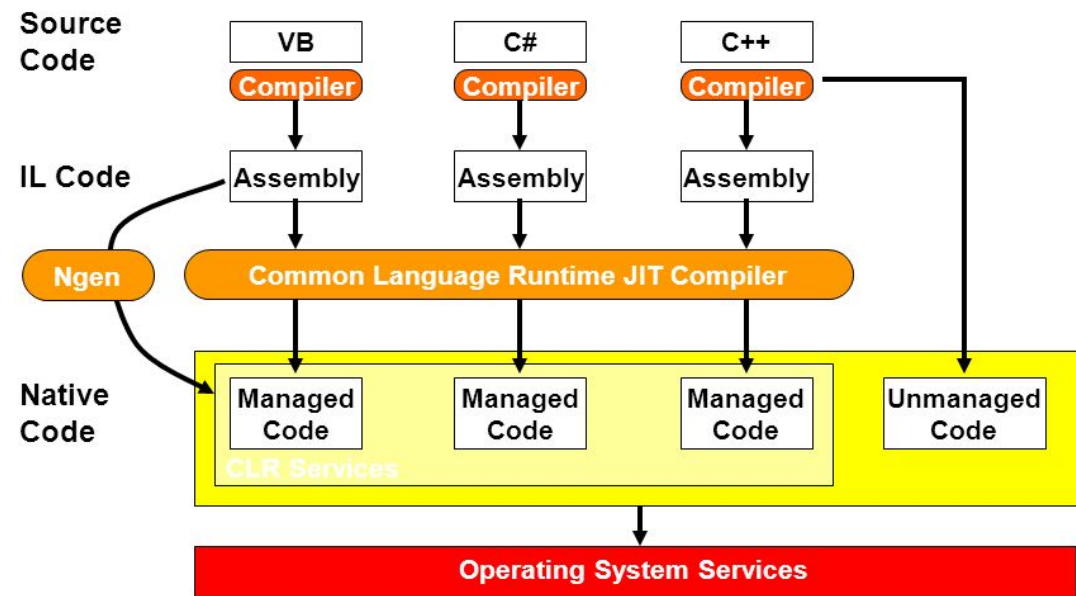 Source
Code
VB
C#
C++
Compiler
Compiler
Compiler
IL Code
Assembly
Assembly
Assembly
Ngen
Common Language Runtime JIT Compiler
Native
Code
Managed
Code
Managed
Code
Managed
Code
Unmanaged
Code
CLR Services
Operating System Services